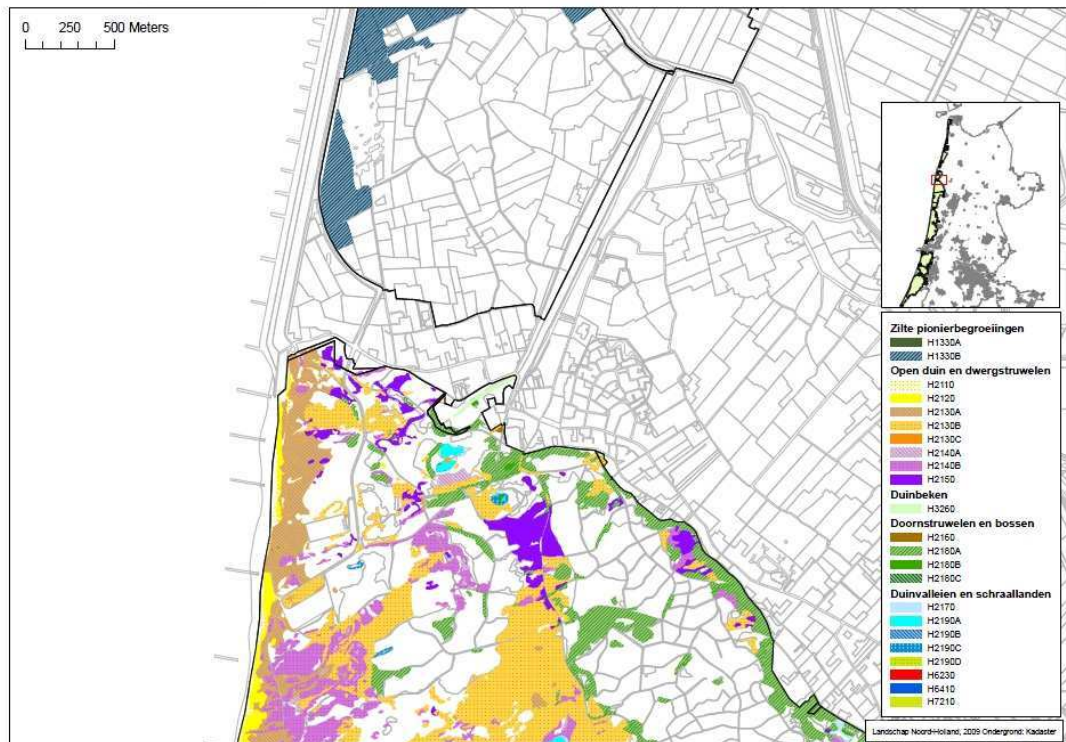 0 250 500 Meters
Zilte pionierbegroeiingen
H1330A
H1330B
Open duin en dwergstruwelen
H2110
H2120
H2130A
H2130B
H2130C
H2140A
H2140B
H2150
Duinbeken
H3260
Doornstruwelen en bossen
H2160
H2180A
H2180B
H2180C
Duinvalleien en schraallanden
H2170
H2190A
H2190B
H2190C
H2190D
H6230
H6410
H7210
Landschap Noord-Holland, 2009 Ondergrond: Kadaster